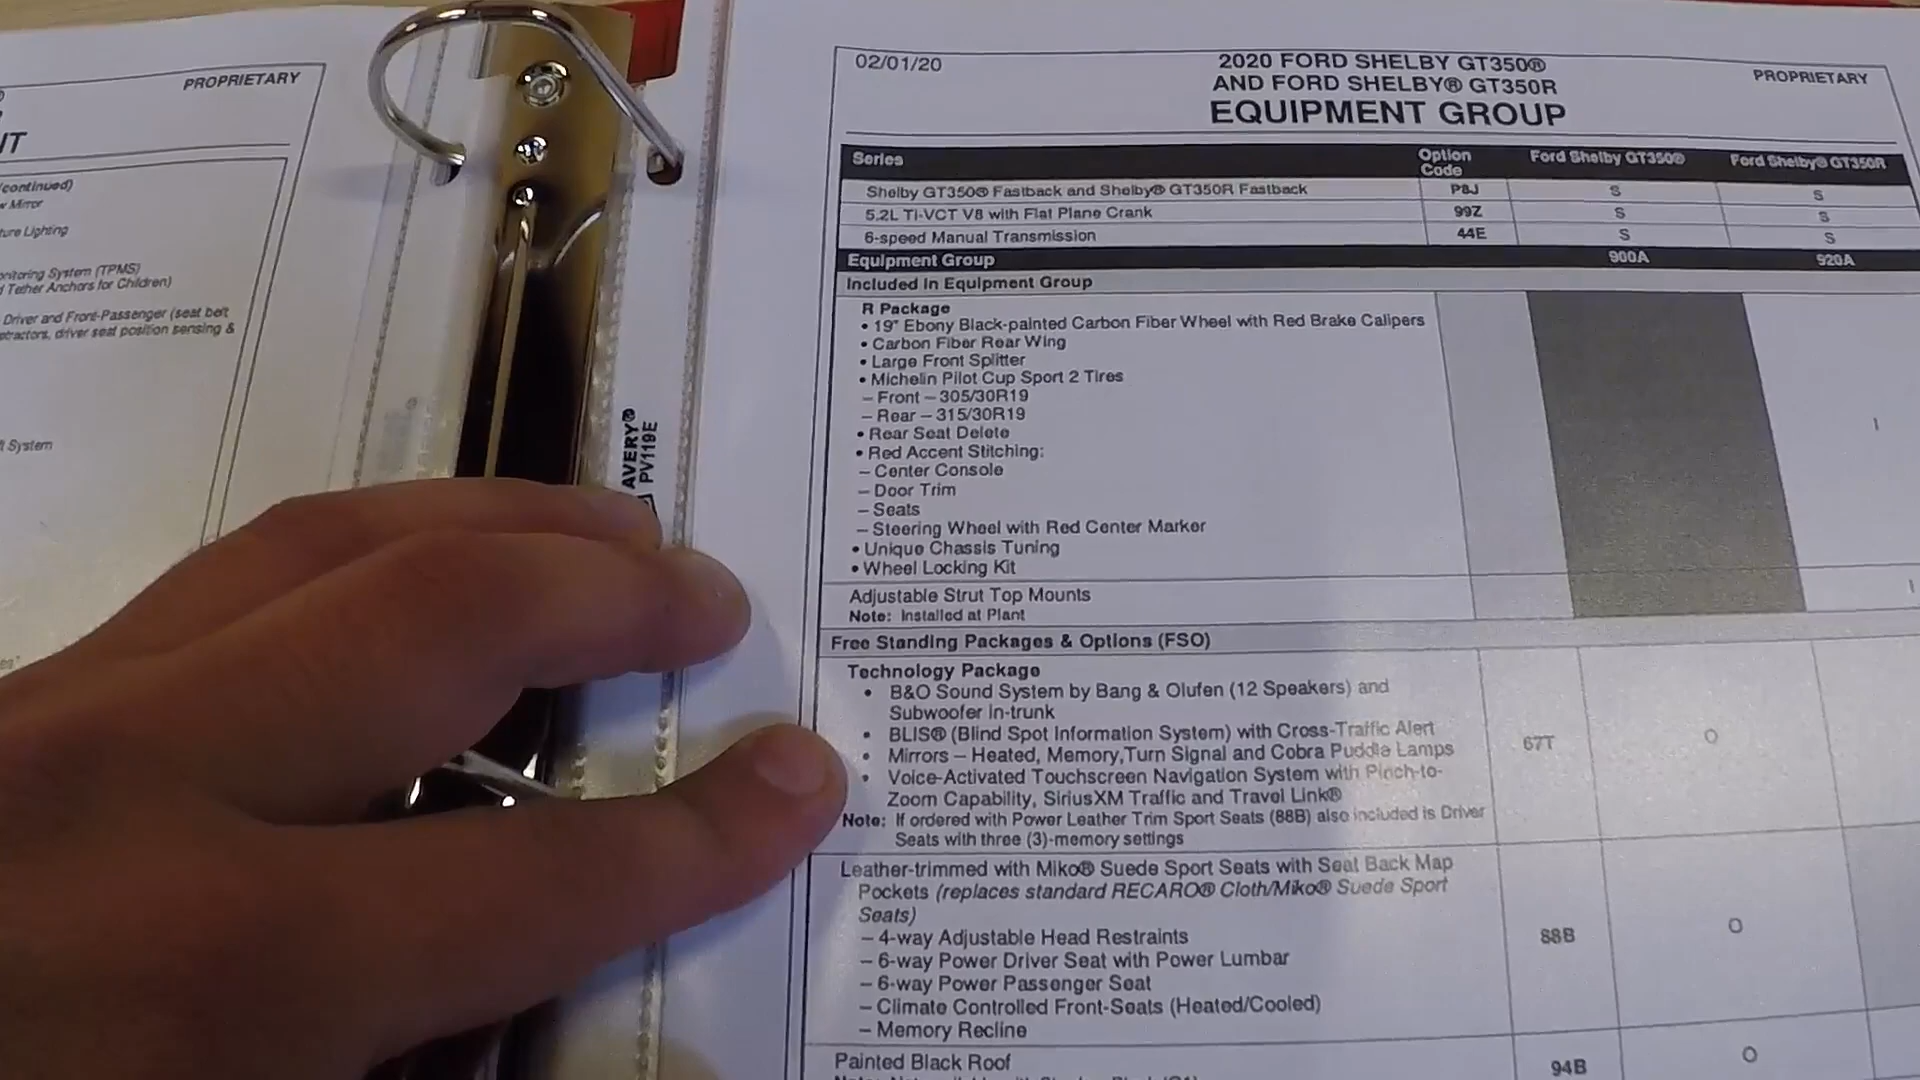 PROPRIETARY
NT
(continued)
w Mirror
ture Lighting
onitoring System (TPMS)
d Tether Anchors for Children)
Driver and Front-Passenger (seat belt
etractors, driver seat position sensing &
t System
AVERY®
PV119E
02/01/20
2020 FORD SHELBY GT350®
AND FORD SHELBY® GT350R
EQUIPMENT GROUP
PROPRIETARY
Series Option Code Ford Shelby GT350® Ford Shelby® GT350R
Shelby GT350® Fastback and Shelby® GT350R Fastback P8J S S
5.2L Ti-VCT V8 with Flat Plane Crank 99Z S S
6-speed Manual Transmission 44E S S
Equipment Group 900A 920A
Included in Equipment Group
R Package
• 19" Ebony Black-painted Carbon Fiber Wheel with Red Brake Calipers
• Carbon Fiber Rear Wing
• Large Front Splitter
• Michelin Pilot Cup Sport 2 Tires
– Front – 305/30R19
– Rear – 315/30R19
• Rear Seat Delete
• Red Accent Stitching:
– Center Console
– Door Trim
– Seats
– Steering Wheel with Red Center Marker
• Unique Chassis Tuning
• Wheel Locking Kit
I
Adjustable Strut Top Mounts
Note: Installed at Plant
I
Free Standing Packages & Options (FSO)
Technology Package
• B&O Sound System by Bang & Olufen (12 Speakers) and
Subwoofer in-trunk
• BLIS® (Blind Spot Information System) with Cross-Traffic Alert
• Mirrors – Heated, Memory,Turn Signal and Cobra Puddle Lamps
• Voice-Activated Touchscreen Navigation System with Pinch-to-
Zoom Capability, SiriusXM Traffic and Travel Link®
Note: If ordered with Power Leather Trim Sport Seats (88B) also included is Driver
Seats with three (3)-memory settings
67T O
Leather-trimmed with Miko® Suede Sport Seats with Seat Back Map
Pockets (replaces standard RECARO® Cloth/Miko® Suede Sport
Seats)
– 4-way Adjustable Head Restraints
– 6-way Power Driver Seat with Power Lumbar
– 6-way Power Passenger Seat
– Climate Controlled Front-Seats (Heated/Cooled)
– Memory Recline
88B O
Painted Black Roof 94B O